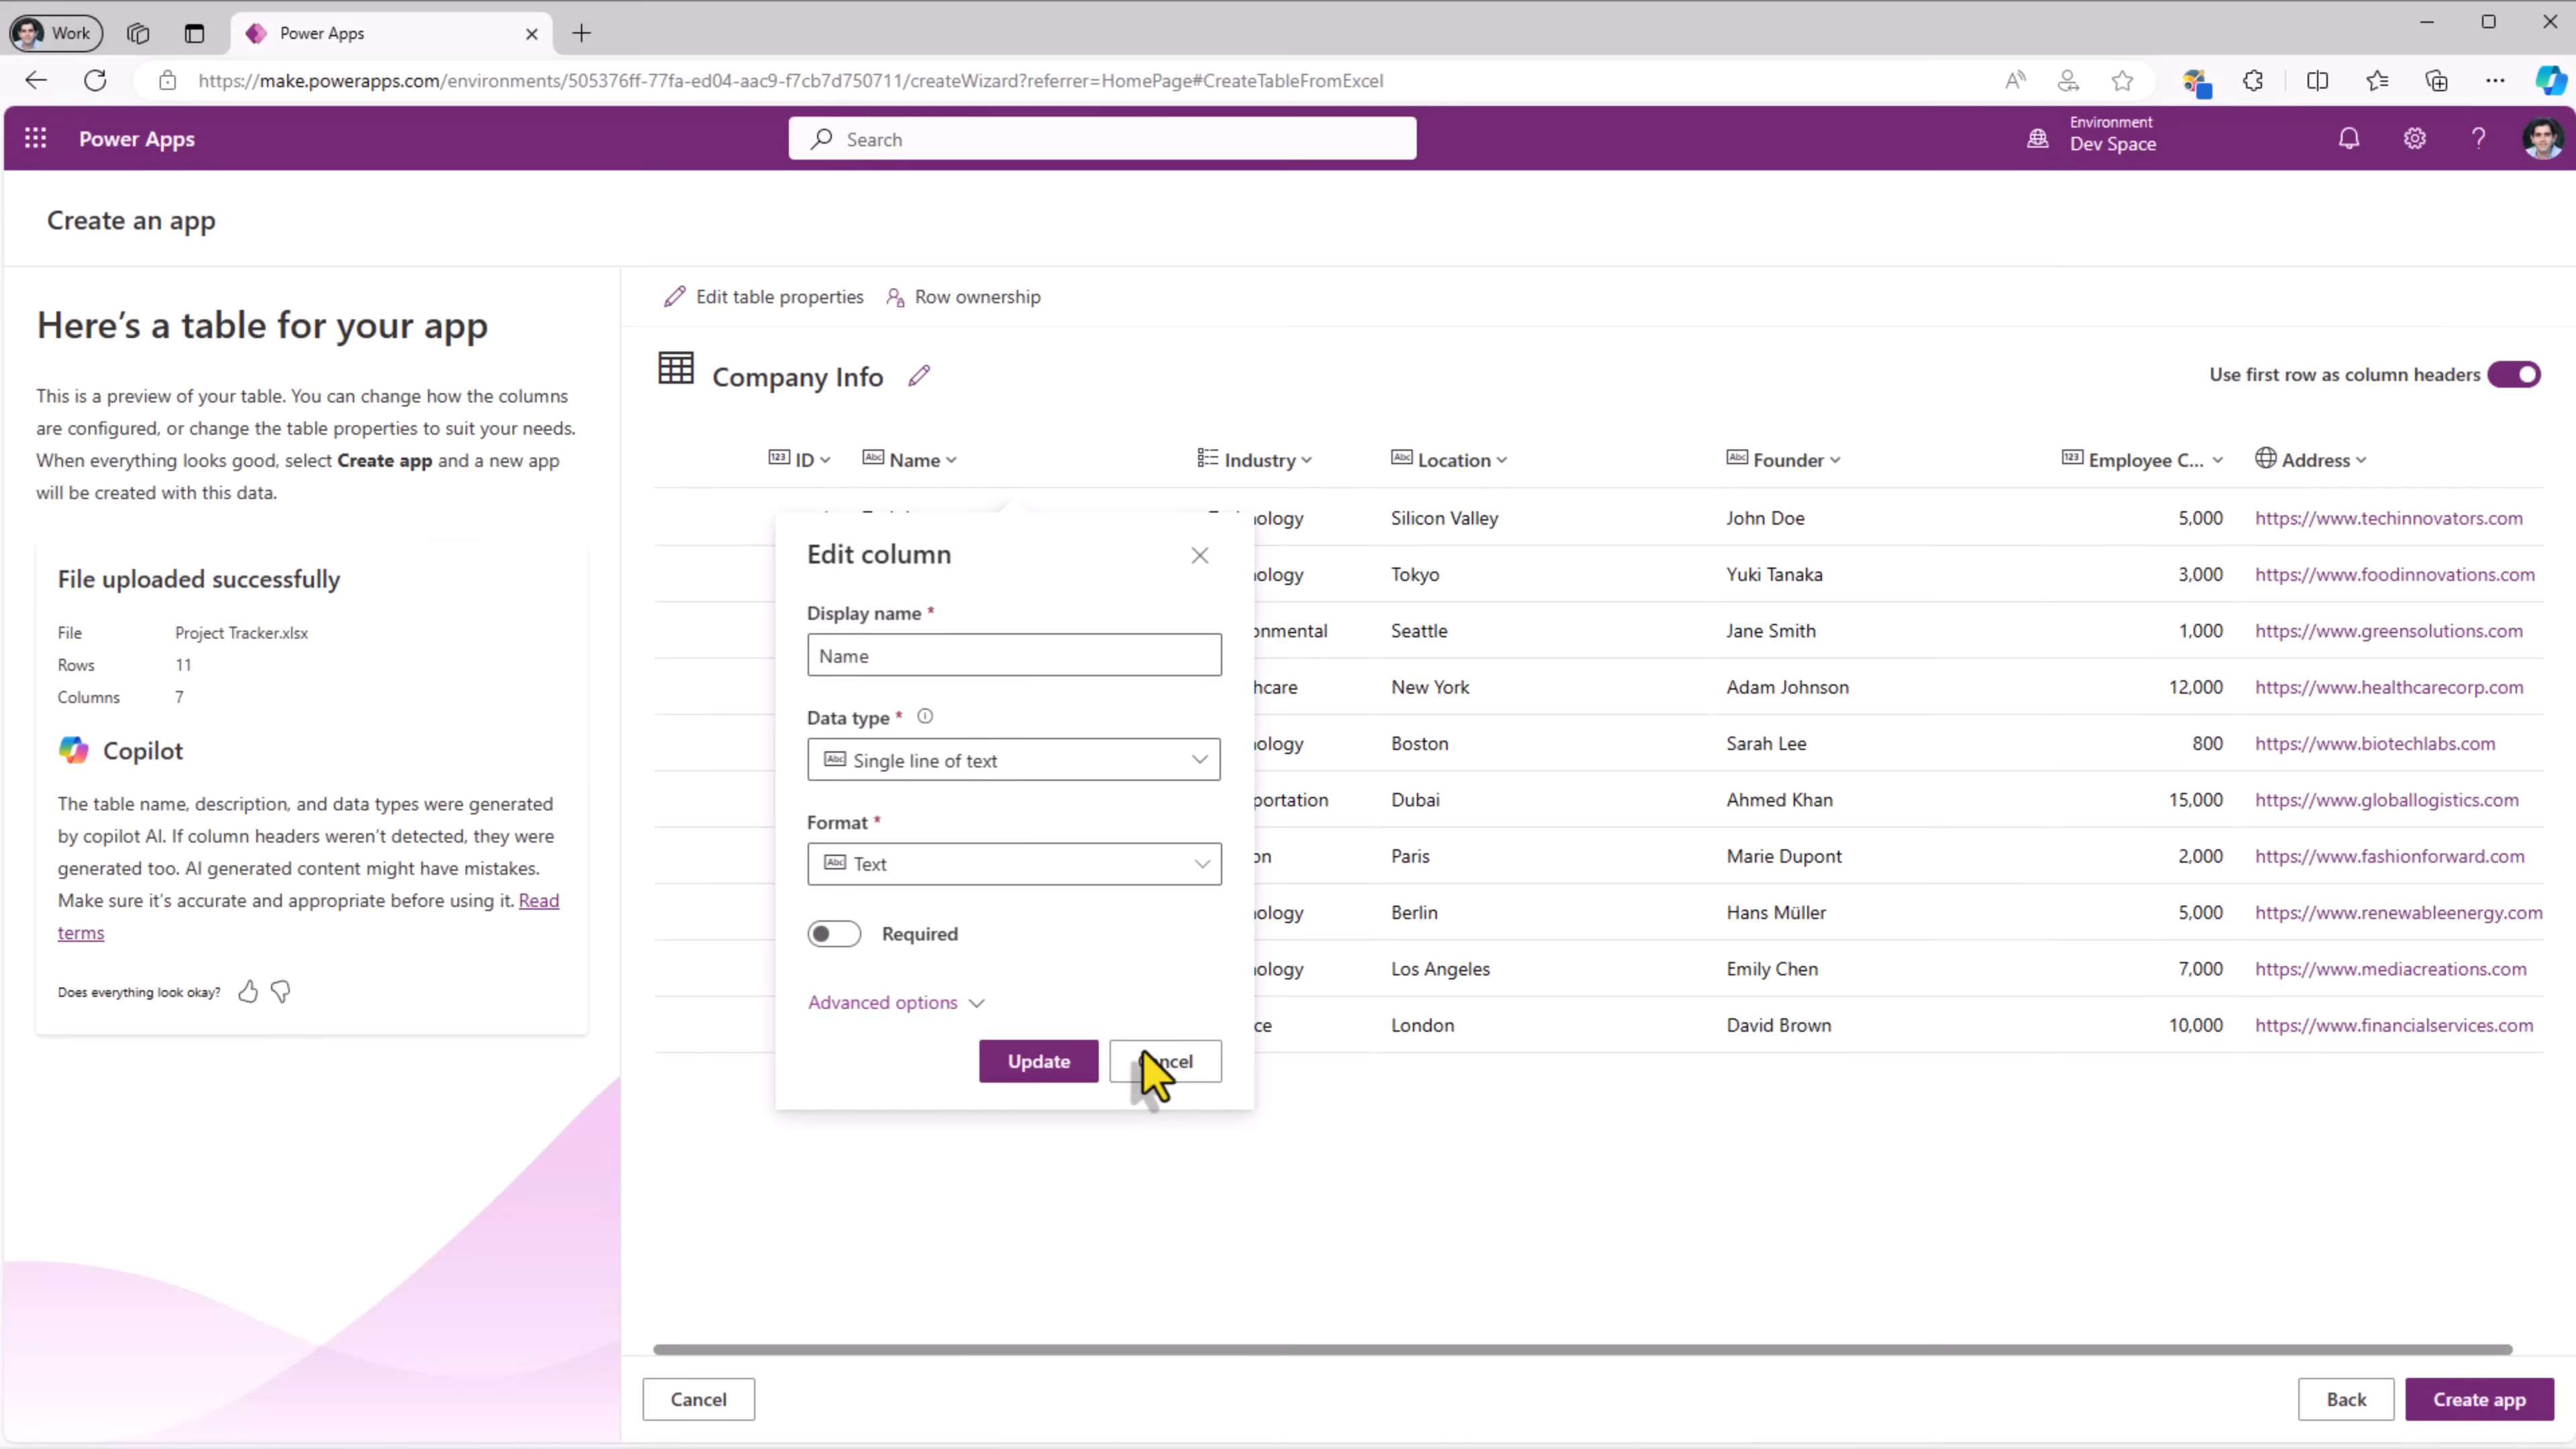 Work
Power Apps
https://make.powerapps.com/environments/505376ff-77fa-ed04-aac9-f7cb7d750711/createWizard?referrer=HomePage#CreateTableFromExcel
Power Apps
Search
Environment
Dev Space
Create an app
Here's a table for your app
This is a preview of your table. You can change how the columns
are configured, or change the table properties to suit your needs.
When everything looks good, select Create app and a new app
will be created with this data.
File uploaded successfully
File Project Tracker.xlsx
Rows 11
Columns 7
Copilot
The table name, description, and data types were generated
by copilot AI. If column headers weren't detected, they were
generated too. AI generated content might have mistakes.
Make sure it's accurate and appropriate before using it. Read
terms
Does everything look okay?
Edit table properties Row ownership
Company Info
Use first row as column headers
123 ID Abc Name Industry Abc Location Abc Founder 123 Employee C... Address
Silicon Valley John Doe 5,000 https://www.techinnovators.com
Tokyo Yuki Tanaka 3,000 https://www.foodinnovations.com
Seattle Jane Smith 1,000 https://www.greensolutions.com
New York Adam Johnson 12,000 https://www.healthcarecorp.com
Boston Sarah Lee 800 https://www.biotechlabs.com
Dubai Ahmed Khan 15,000 https://www.globallogistics.com
Paris Marie Dupont 2,000 https://www.fashionforward.com
Berlin Hans Müller 5,000 https://www.renewableenergy.com
Los Angeles Emily Chen 7,000 https://www.mediacreations.com
London David Brown 10,000 https://www.financialservices.com
Edit column
Display name *
Name
Data type *
Abc Single line of text
Format *
Abc Text
Required
Advanced options
Update
Cancel Back Create app